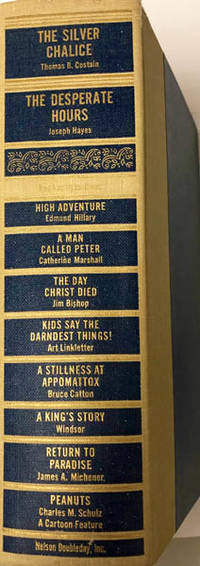 THE SILVER
CHALICE
Thomas B. Costain
THE DESPERATE
HOURS
Joseph Hayes
HIGH ADVENTURE
Edmund Hillary
A MAN
CALLED PETER
Catherine Marshall
THE DAY
CHRIST DIED
Jim Bishop
KIDS SAY THE
DARNDEST THINGS!
Art Linkletter
A STILLNESS AT
APPOMATTOX
Bruce Catton
A KING'S STORY
Windsor
RETURN TO
PARADISE
James A. Michener
PEANUTS
Charles M. Schulz
A Cartoon Feature
Nelson Doubleday, Inc.